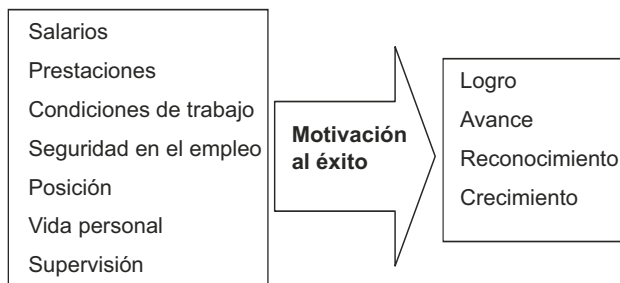 Salarios
Prestaciones
Condiciones de trabajo
Seguridad en el empleo
Posición
Vida personal
Supervisión
Motivación
al éxito
Logro
Avance
Reconocimiento
Crecimiento